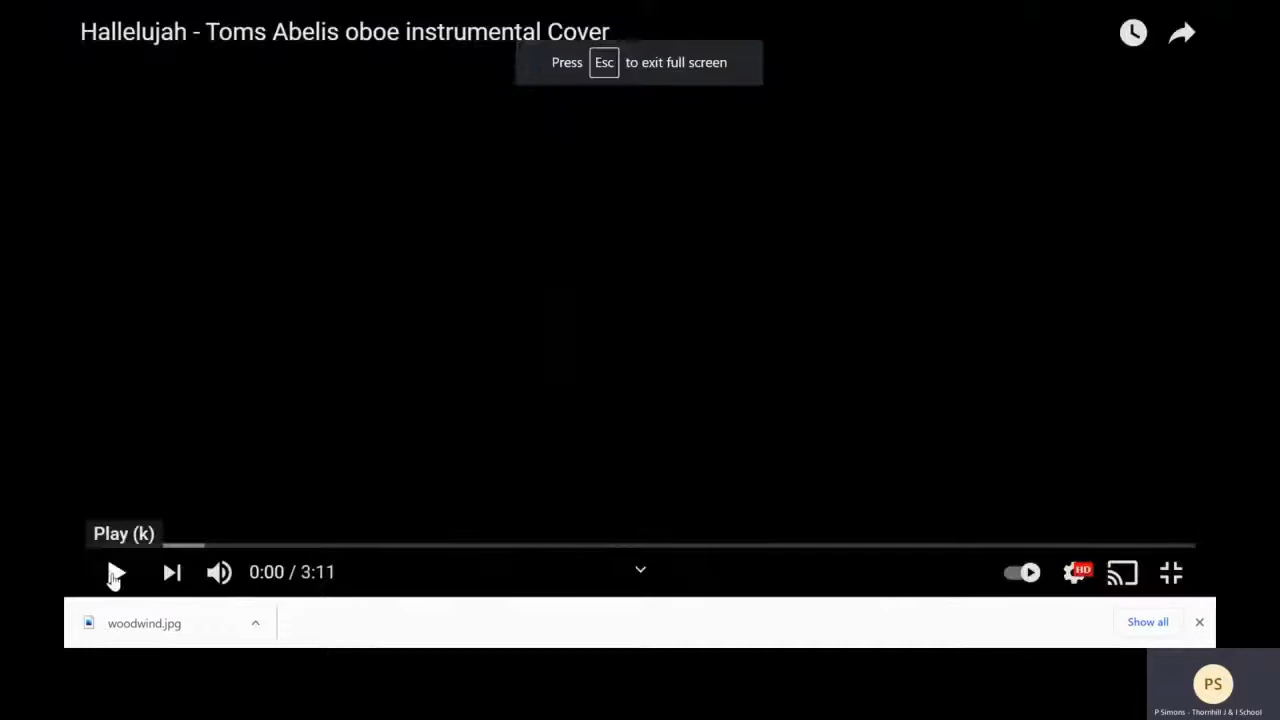 Hallelujah - Toms Abelis oboe instrumental Cover
Press Esc to exit full screen
Play (k)
0:00 / 3:11
HD
woodwind.jpg
Show all
PS
P Simons - Thornhill J & I School